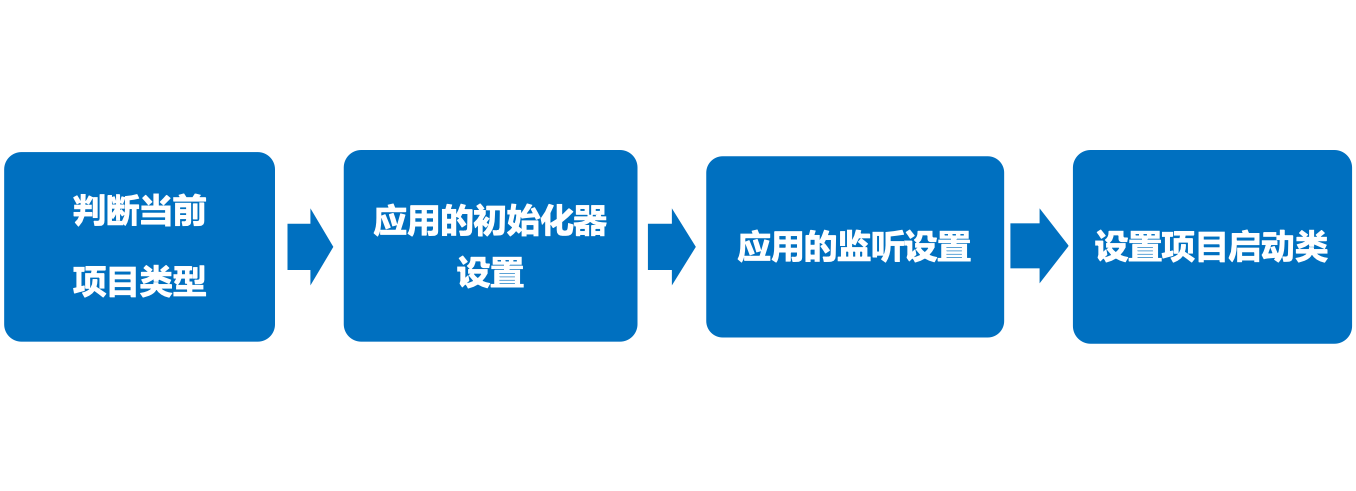 判断当前
项目类型
应用的初始化器
设置
应用的监听设置
设置项目启动类